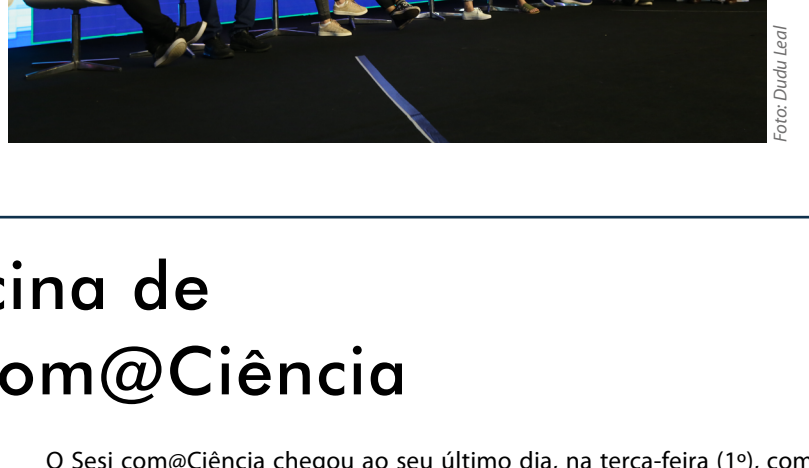 Foto: Dudu Leal
cina de
om@Ciência
O Sesi com@Ciência chegou ao seu último dia, na terça-feira (1º), com